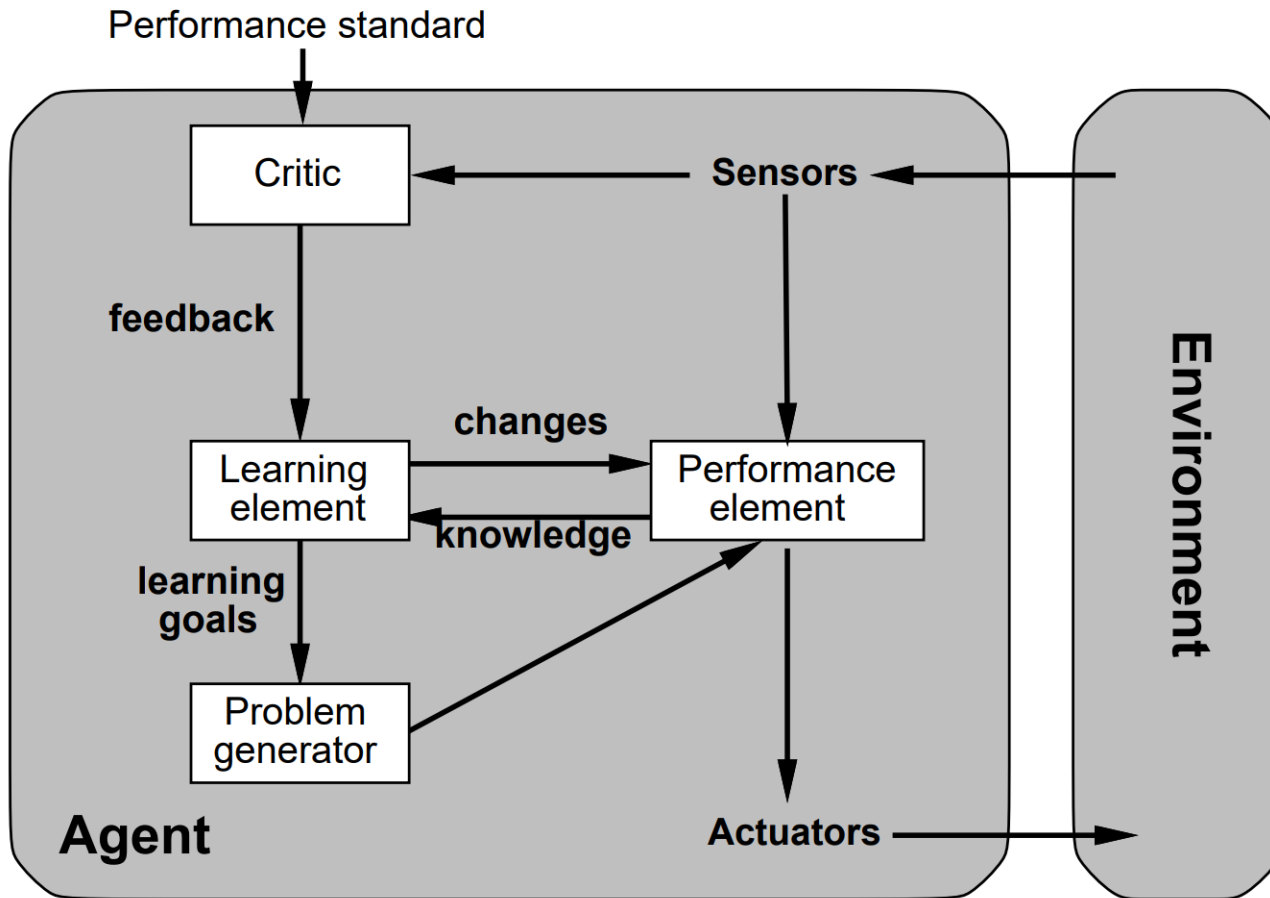 Performance standard
Critic
Sensors
feedback
changes
Learning
element
Performance
element
knowledge
learning
goals
Problem
generator
Agent
Actuators
Environment